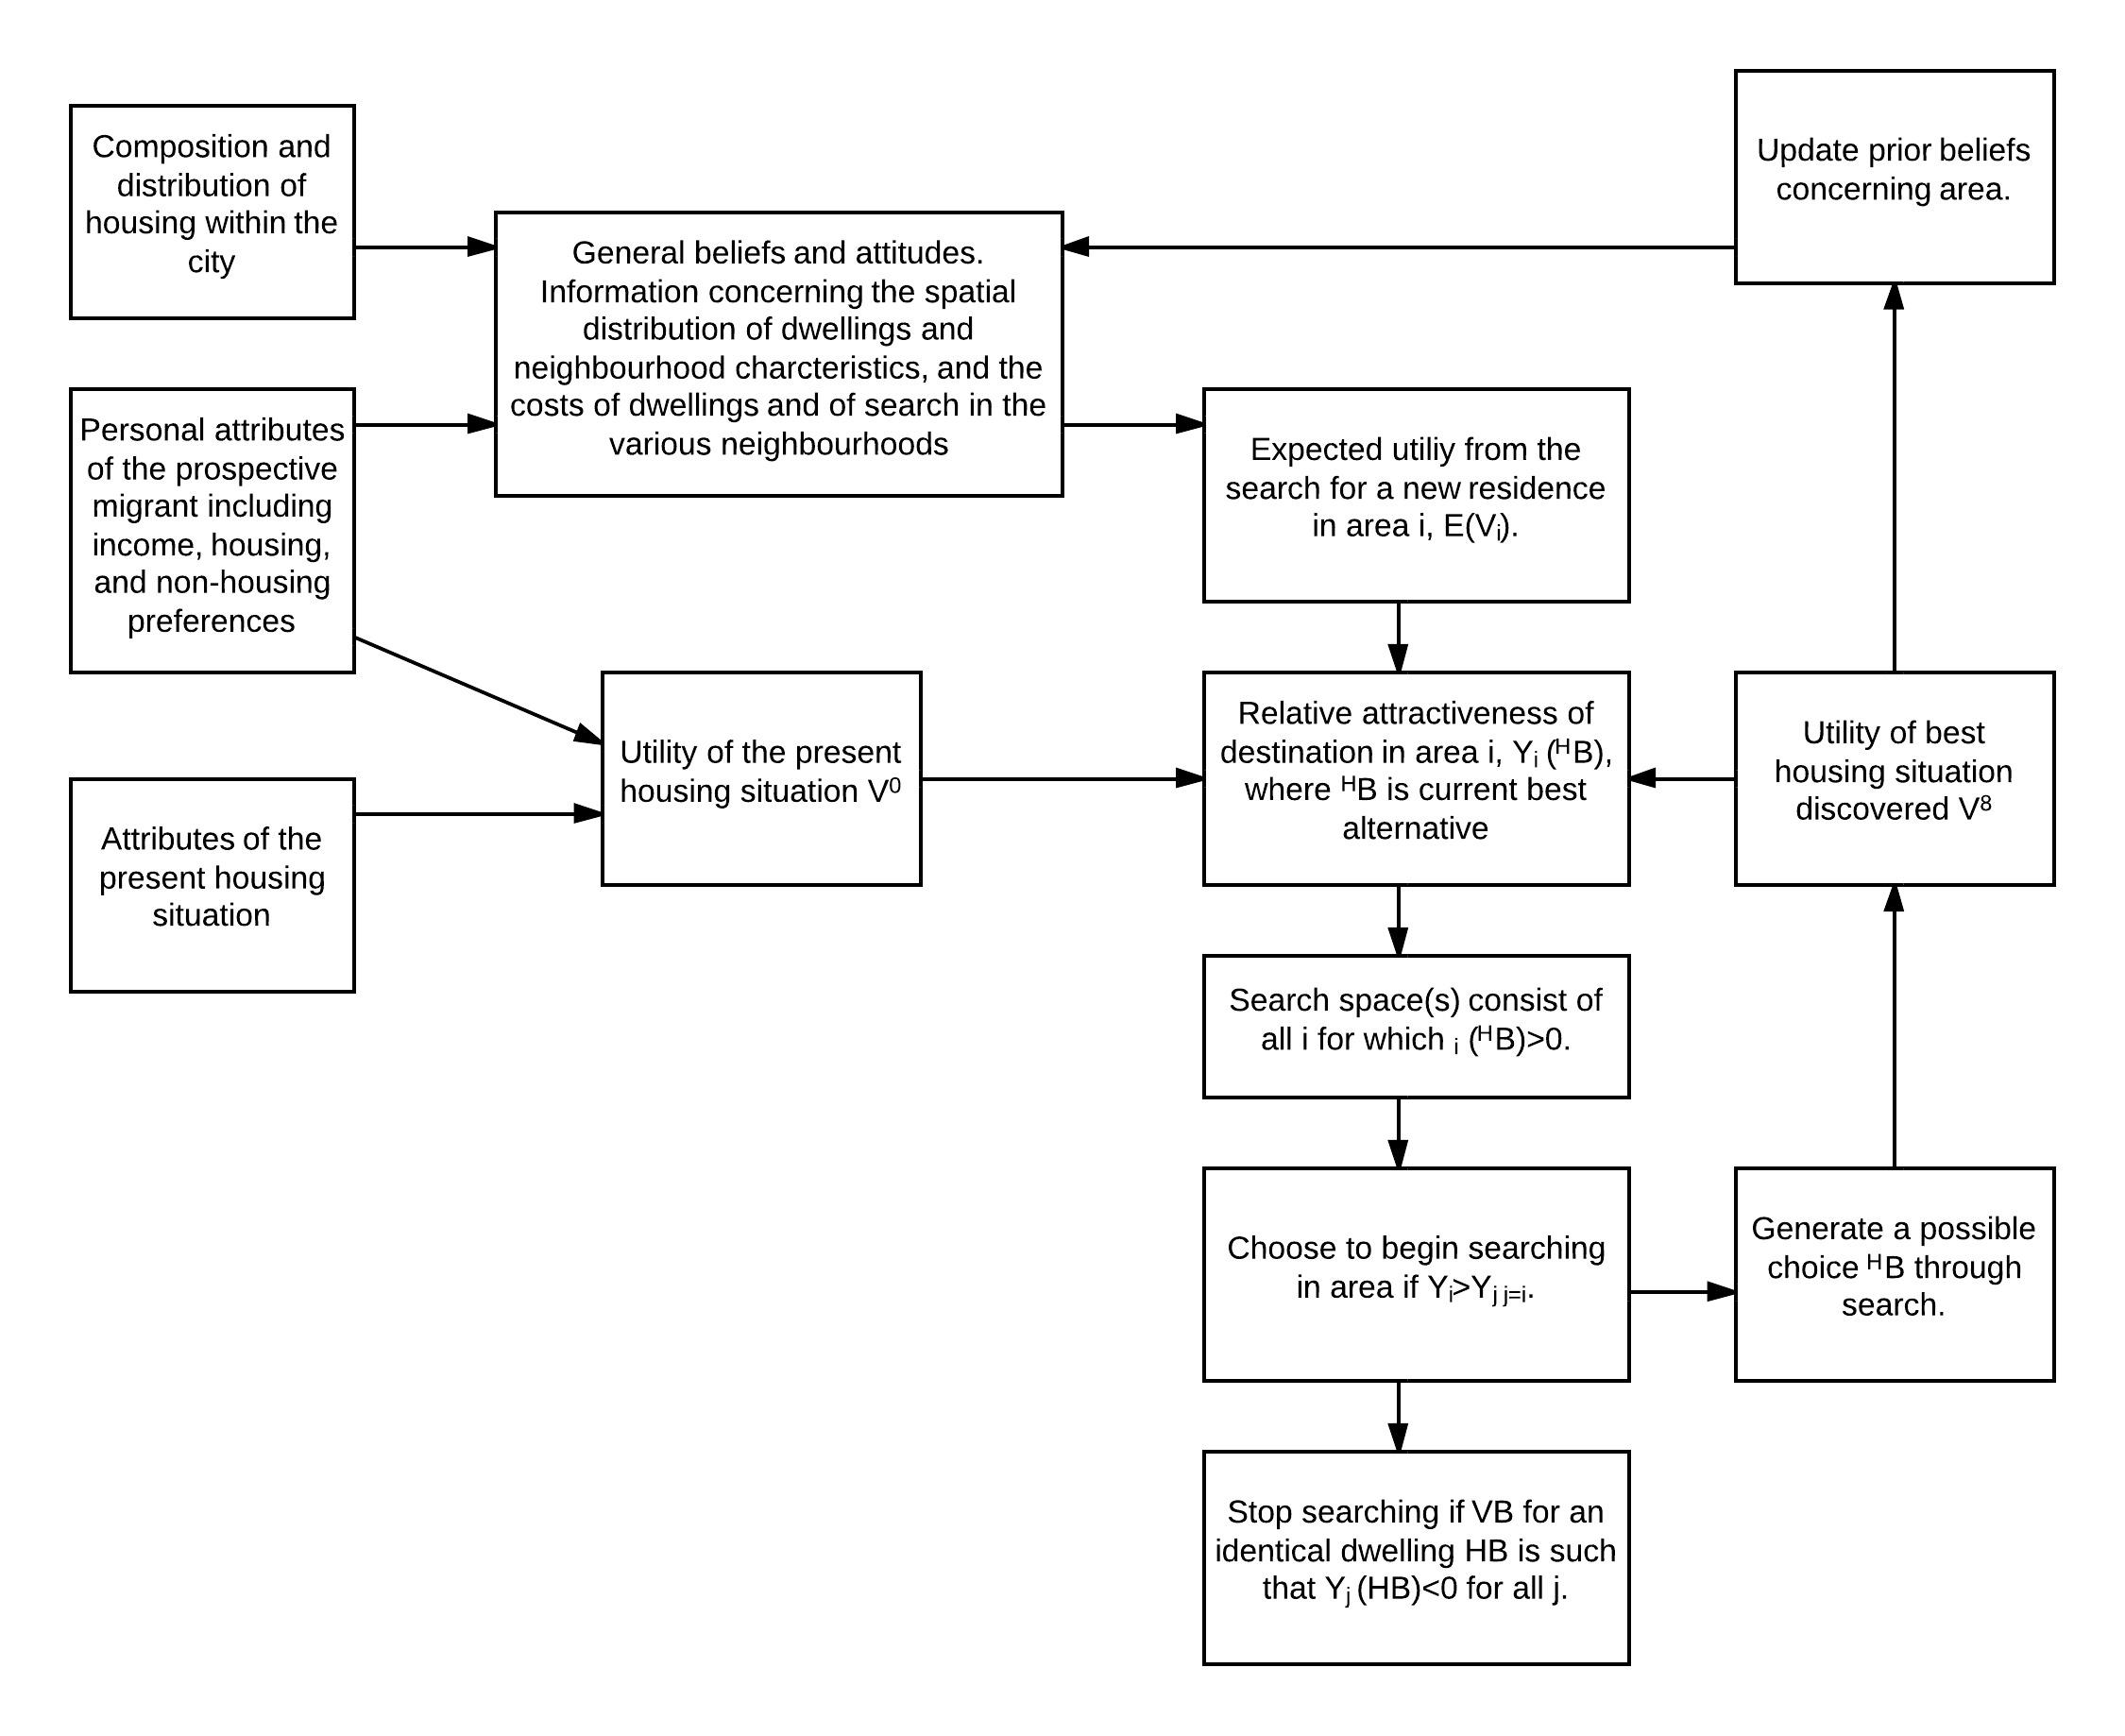 Composition and
distribution of
housing within the
city
Update prior beliefs
concerning area.
General beliefs and attitudes.
Information concerning the spatial
distribution of dwellings and
neighbourhood charcteristics, and the
costs of dwellings and of search in the
various neighbourhoods
Personal attributes
of the prospective
migrant including
income, housing,
and non-housing
preferences
Expected utiliy from the
search for a new residence
in area i, E(Vᵢ).
Utility of the present
housing situation V⁰
Relative attractiveness of
destination in area i, Yᵢ (ᴴB),
where ᴴB is current best
alternative
Utility of best
housing situation
discovered V⁸
Attributes of the
present housing
situation
Search space(s) consist of
all i for which ᵢ (ᴴB)>0.
Choose to begin searching
in area if Yᵢ>Yⱼ ⱼ₌ᵢ.
Generate a possible
choice ᴴB through
search.
Stop searching if VB for an
identical dwelling HB is such
that Yⱼ (HB)<0 for all j.